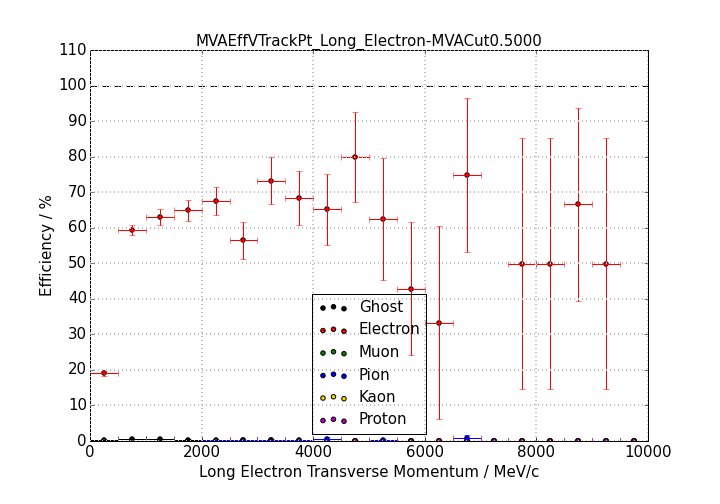 MVAEffVTrackPt_Long_Electron-MVACut0.5000
110
100
90
80
70
60
50
40
30
20
10
0
Efficiency / %
Ghost
Electron
Muon
Pion
Kaon
Proton
0 2000 4000 6000 8000 10000
Long Electron Transverse Momentum / MeV/c